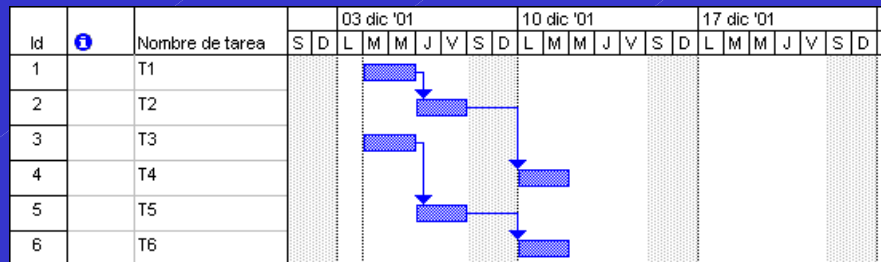 03 dic '01 10 dic '01 17 dic '01
Id Nombre de tarea S D L M M J V S D L M M J V S D L M M J V S D
1 T1
2 T2
3 T3
4 T4
5 T5
6 T6